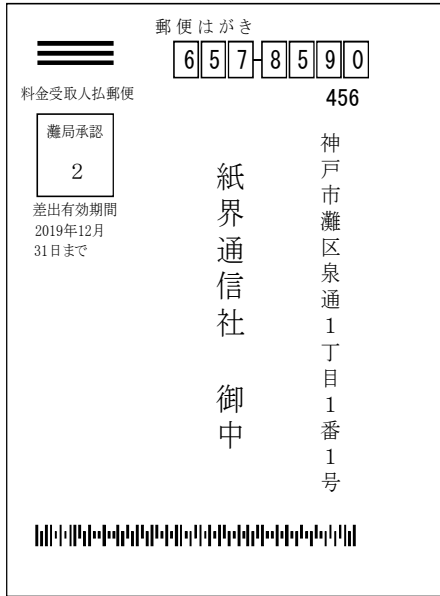 郵便はがき
657-8590
456
料金受取人払郵便
灘局承認
2
差出有効期間
2019年12月
31日まで
神戸市灘区泉通1丁目1番1号
紙界通信社 御中